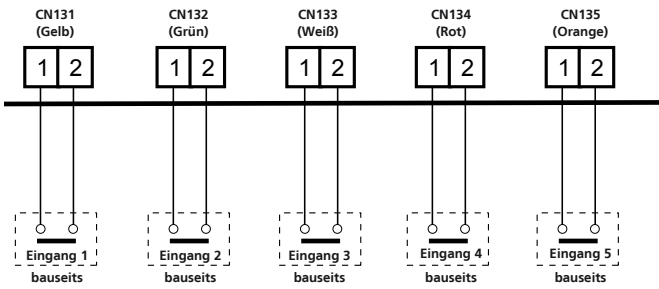 CN131 CN132 CN133 CN134 CN135
(Gelb) (Grün) (Weiß) (Rot) (Orange)
1 2 1 2 1 2 1 2 1 2
Eingang 1 Eingang 2 Eingang 3 Eingang 4 Eingang 5
bauseits bauseits bauseits bauseits bauseits